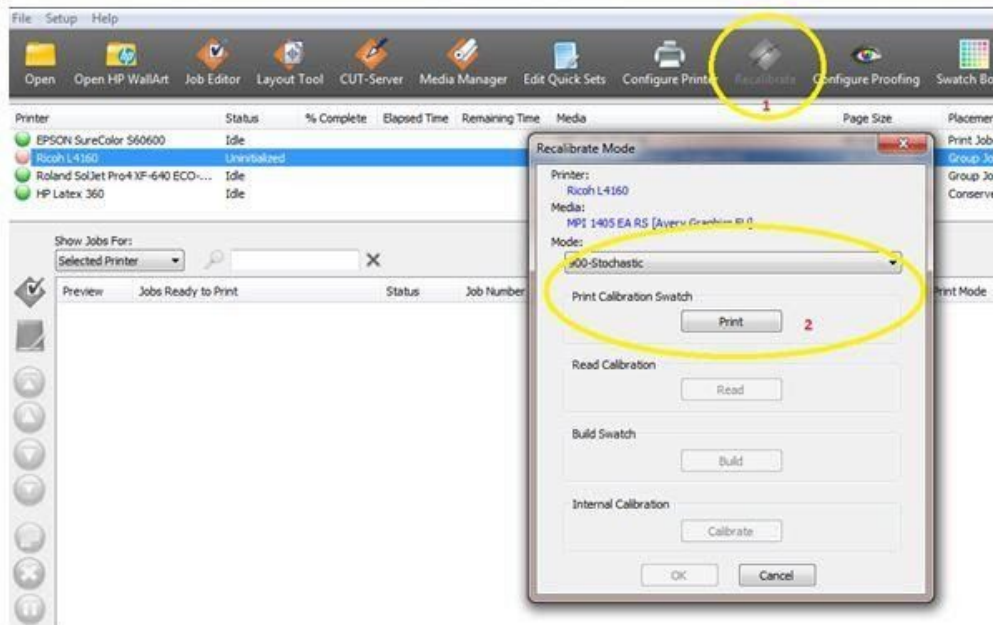 File Setup Help
Open Open HP WallArt Job Editor Layout Tool CUT-Server Media Manager Edit Quick Sets Configure Printer Recalibrate Configure Proofing Swatch Bo
1
Printer Status % Complete Elapsed Time Remaining Time Media Page Size Placemen
EPSON SureColor S60600 Idle Print Job
Ricoh L4160 Uninitialized Group Jo
Roland SolJet Pro4 XF-640 ECO-... Idle Group Jo
HP Latex 360 Idle Conserve
Recalibrate Mode
Printer:
Ricoh L4160
Media:
MPI 1405 EA RS [Avery Graphics EU]
Mode:
900-Stochastic
Print Calibration Swatch
Print 2
Read Calibration
Read
Build Swatch
Build
Internal Calibration
Calibrate
OK Cancel
Show Jobs For:
Selected Printer
Preview Jobs Ready to Print Status Job Number Print Mode